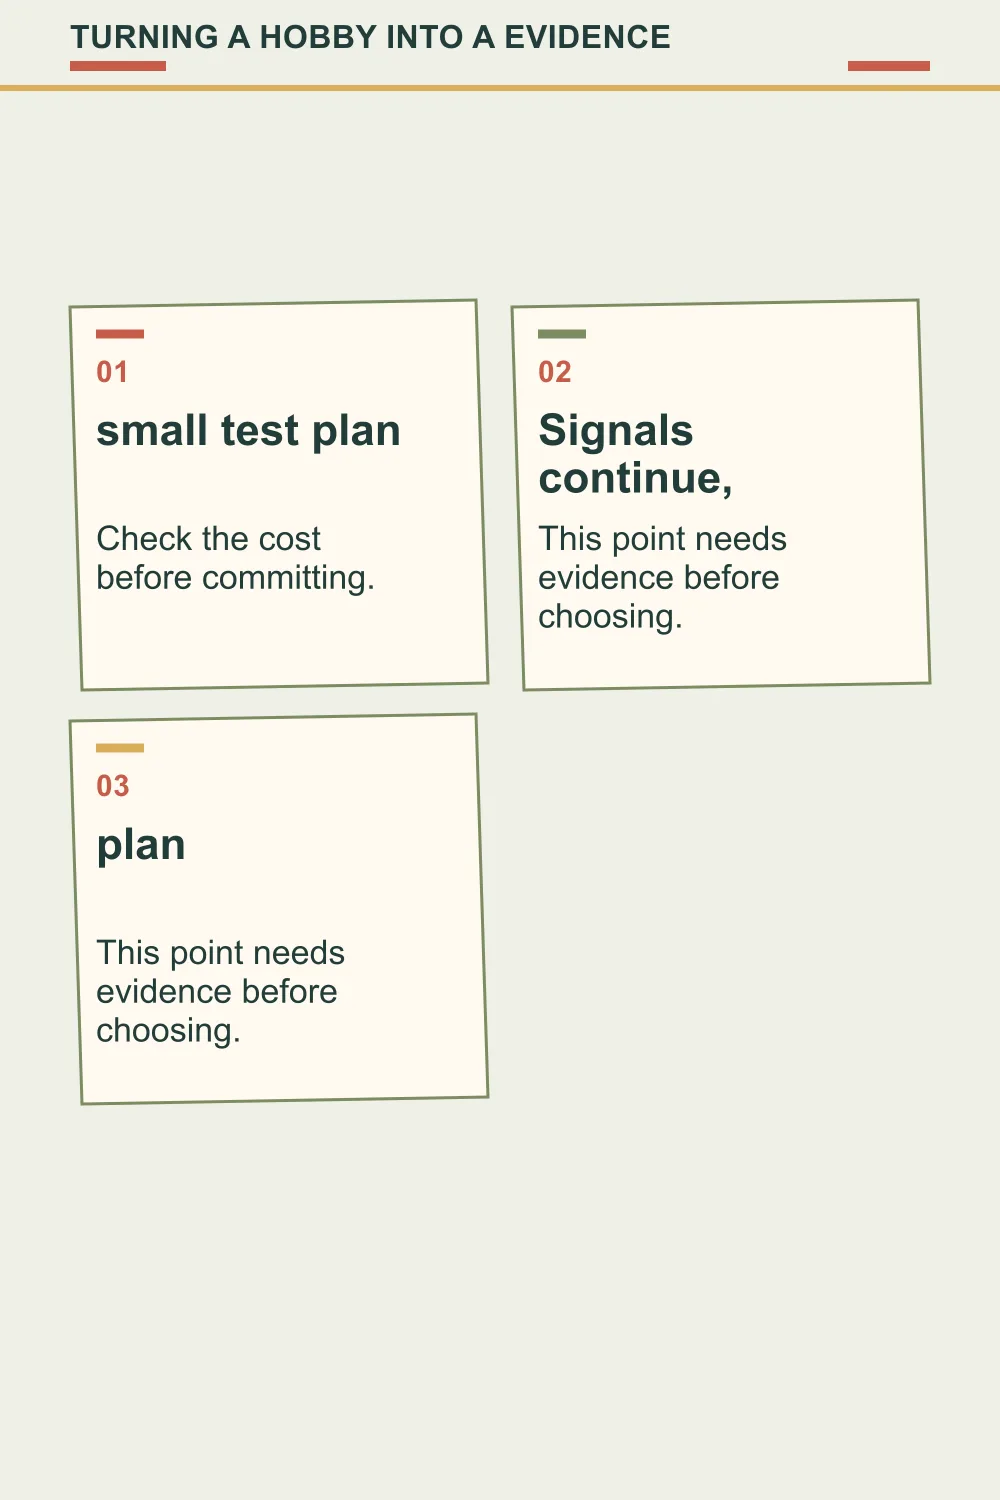 TURNING A HOBBY INTO A EVIDENCE
01
small test plan
Check the cost
before committing.
02
Signals
continue,
This point needs
evidence before
choosing.
03
plan
This point needs
evidence before
choosing.